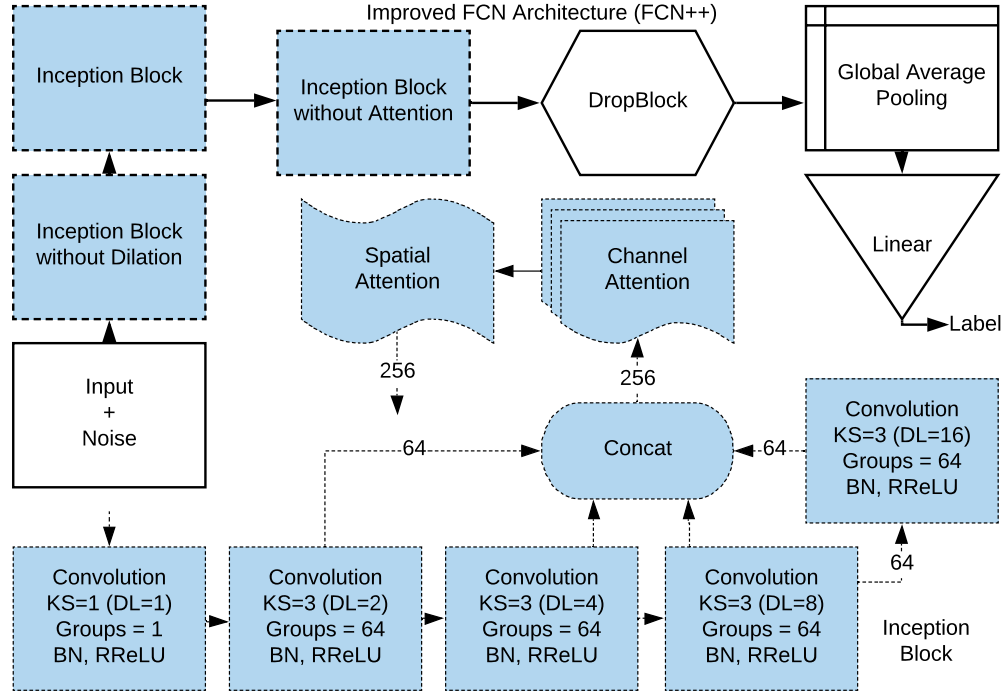 Improved FCN Architecture (FCN++)
Inception Block
Inception Block
without Attention
DropBlock
Global Average
Pooling
Inception Block
without Dilation
Spatial
Attention
Channel
Attention
Linear
Label
Input
+
Noise
256
256
64
Concat
64
Convolution
KS=3 (DL=16)
Groups = 64
BN, RReLU
64
Convolution
KS=1 (DL=1)
Groups = 1
BN, RReLU
Convolution
KS=3 (DL=2)
Groups = 64
BN, RReLU
Convolution
KS=3 (DL=4)
Groups = 64
BN, RReLU
Convolution
KS=3 (DL=8)
Groups = 64
BN, RReLU
Inception
Block